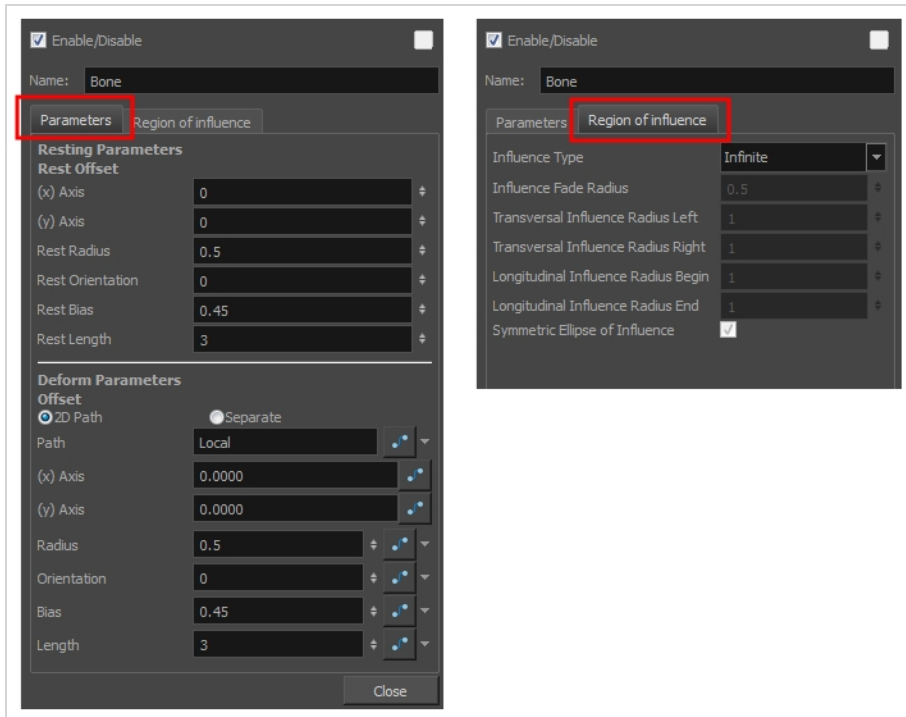 Enable/Disable
Name: Bone
Parameters Region of influence
Resting Parameters
Rest Offset
(x) Axis 0
(y) Axis 0
Rest Radius 0.5
Rest Orientation 0
Rest Bias 0.45
Rest Length 3
Deform Parameters
Offset
2D Path Separate
Path Local
(x) Axis 0.0000
(y) Axis 0.0000
Radius 0.5
Orientation 0
Bias 0.45
Length 3
Close
Enable/Disable
Name: Bone
Parameters Region of influence
Influence Type Infinite
Influence Fade Radius 0.5
Transversal Influence Radius Left 1
Transversal Influence Radius Right 1
Longitudinal Influence Radius Begin 1
Longitudinal Influence Radius End 1
Symmetric Ellipse of Influence